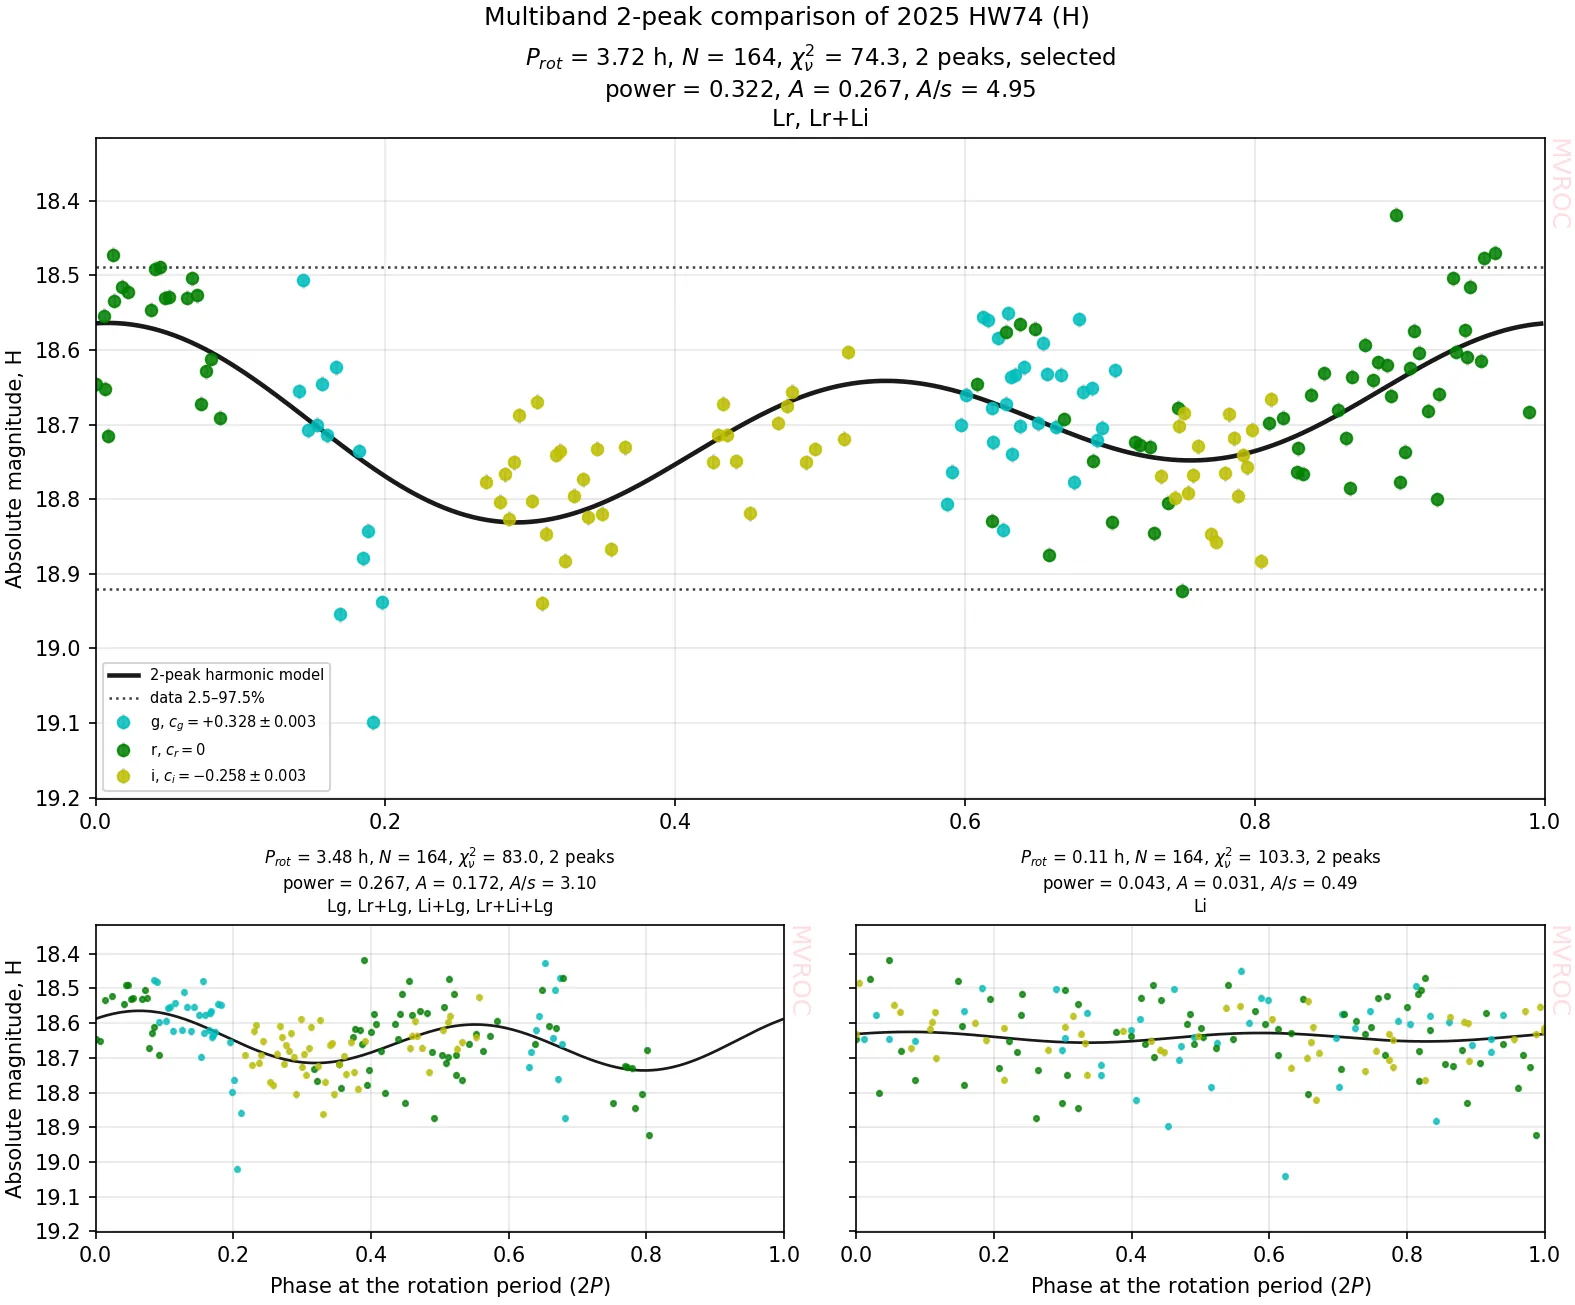 Multiband 2-peak comparison of 2025 HW74 (H)
P_rot = 3.72 h, N = 164, χ²_ν = 74.3, 2 peaks, selected
power = 0.322, A = 0.267, A/s = 4.95
Lr, Lr+Li
MVROC
Absolute magnitude, H
18.4
18.5
18.6
18.7
18.8
18.9
19.0
19.1
19.2
2-peak harmonic model
data 2.5–97.5%
g, c_g = +0.328 ± 0.003
r, c_r = 0
i, c_i = −0.258 ± 0.003
0.0 0.2 0.4 0.6 0.8 1.0
P_rot = 3.48 h, N = 164, χ²_ν = 83.0, 2 peaks
power = 0.267, A = 0.172, A/s = 3.10
Lg, Lr+Lg, Li+Lg, Lr+Li+Lg
MVROC
Absolute magnitude, H
18.4
18.5
18.6
18.7
18.8
18.9
19.0
19.1
19.2
0.0 0.2 0.4 0.6 0.8 1.0
Phase at the rotation period (2P)
P_rot = 0.11 h, N = 164, χ²_ν = 103.3, 2 peaks
power = 0.043, A = 0.031, A/s = 0.49
Li
MVROC
0.0 0.2 0.4 0.6 0.8 1.0
Phase at the rotation period (2P)